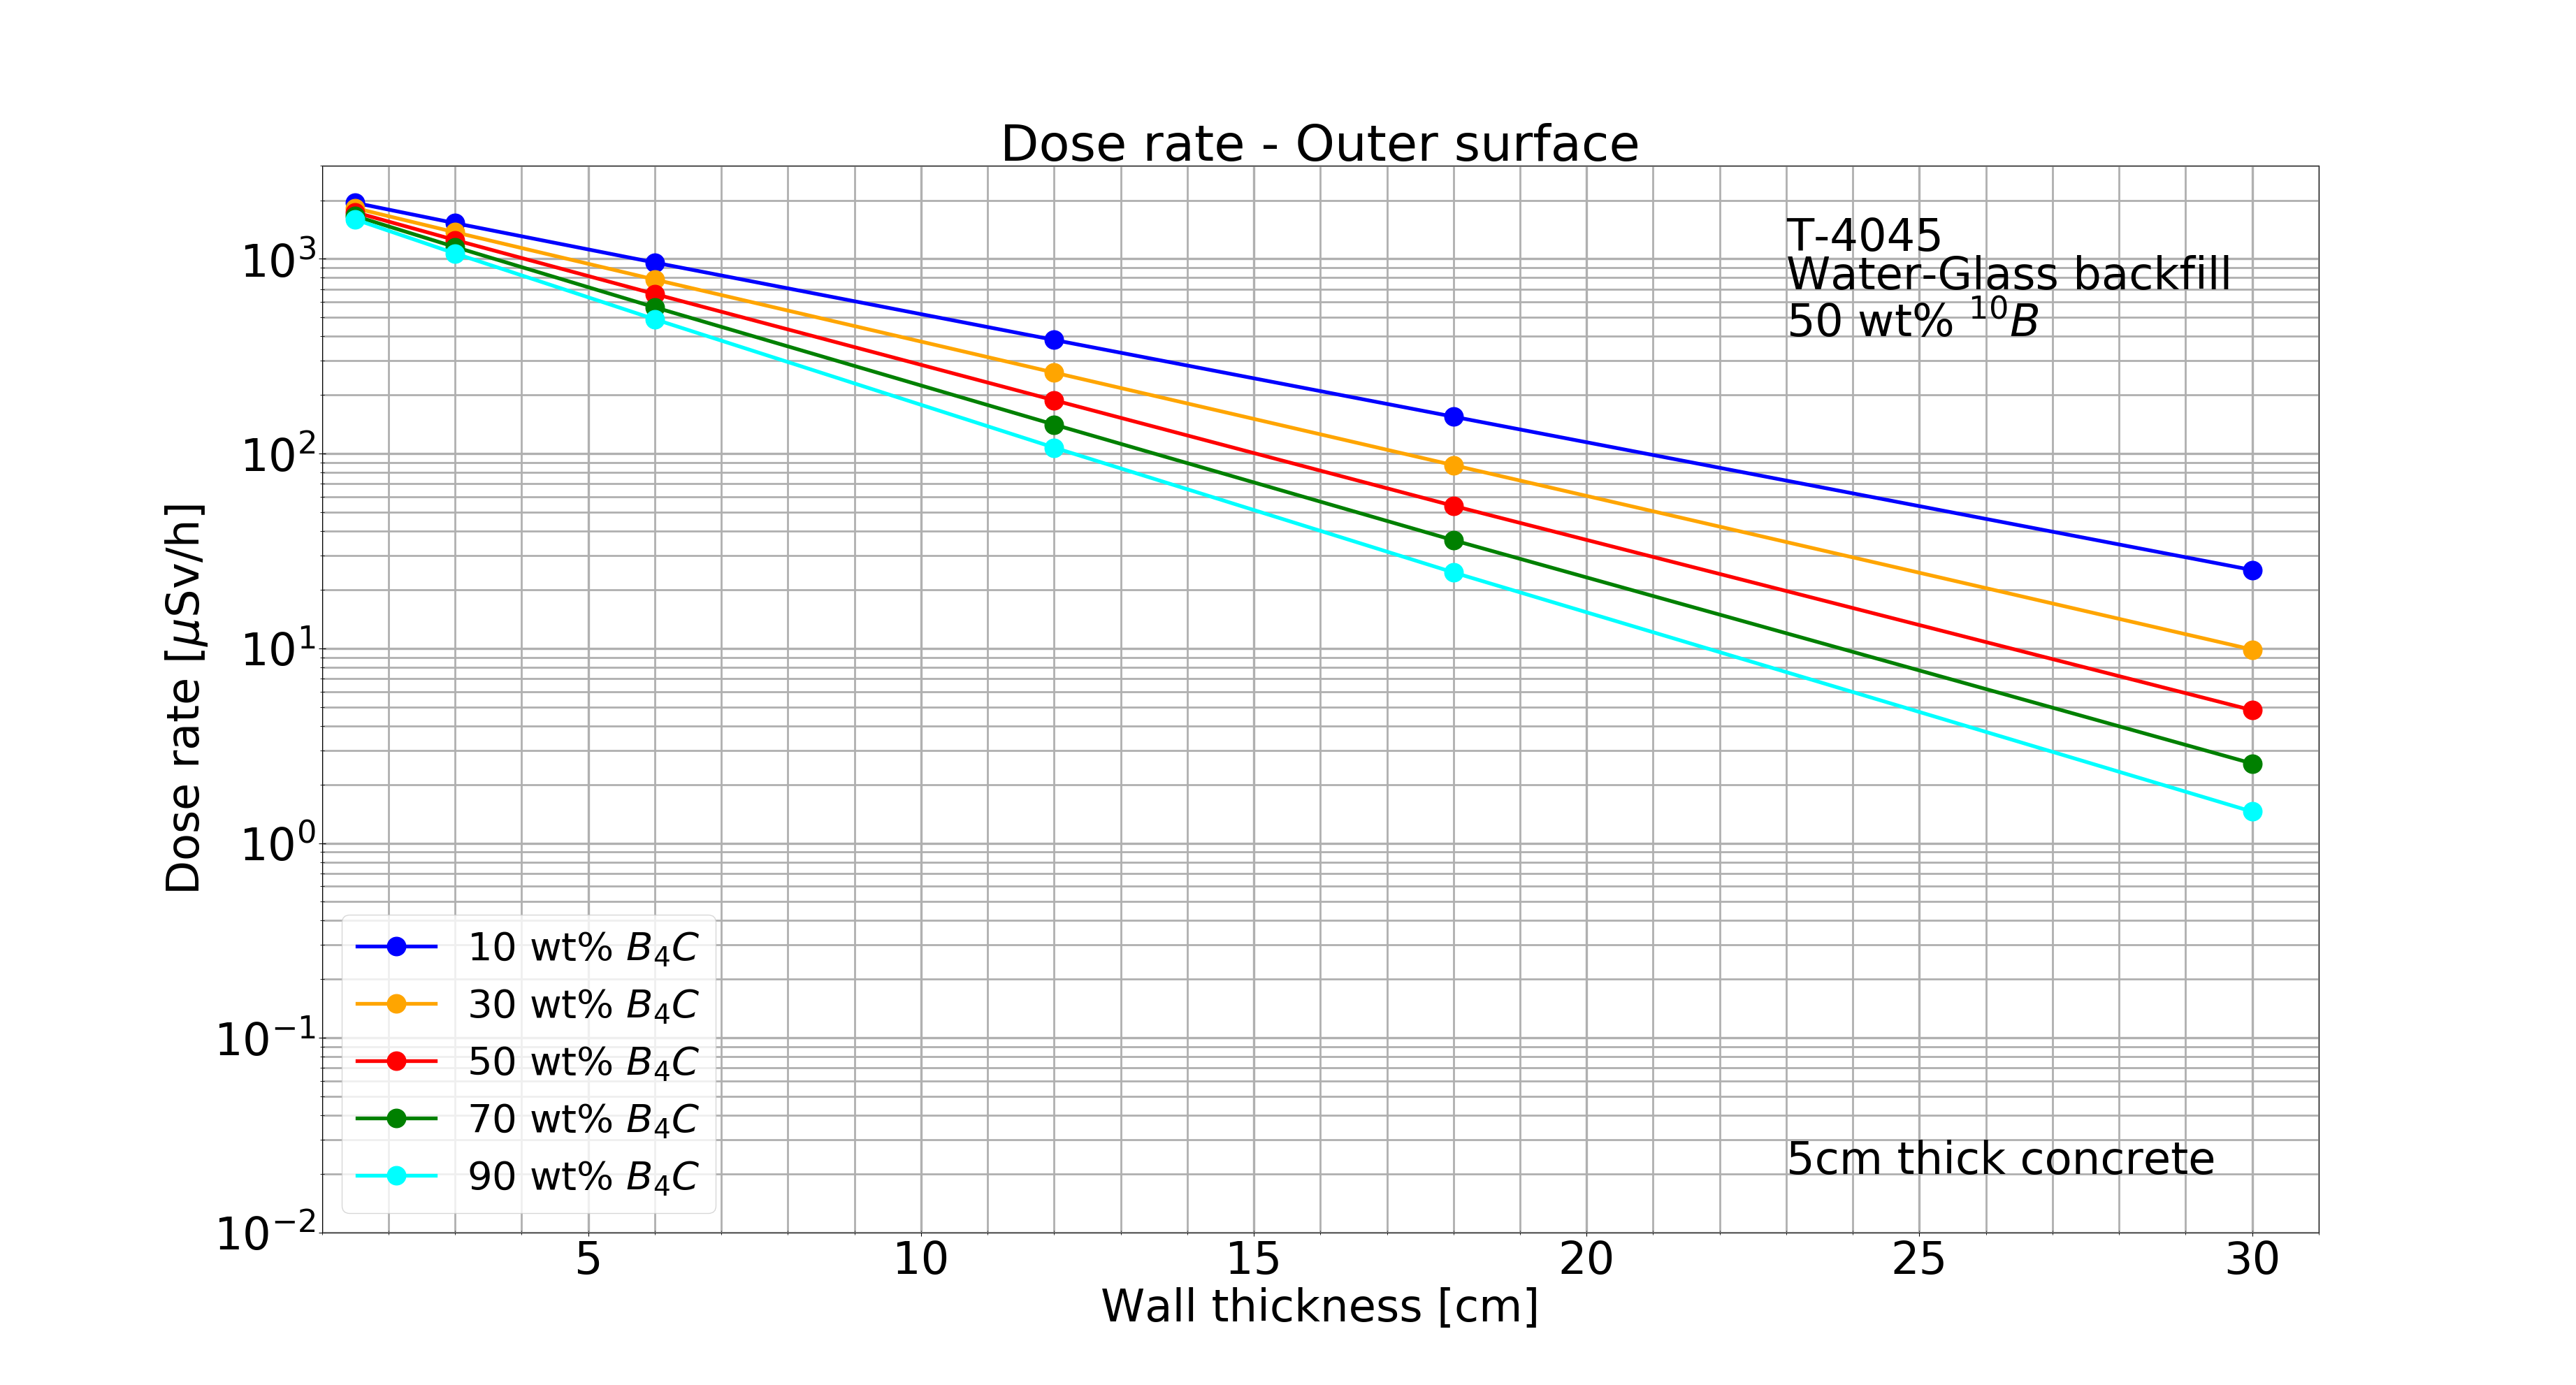 Dose rate - Outer surface
T-4045
Water-Glass backfill
50 wt% ¹⁰B
Dose rate [μSv/h]
10³
10²
10¹
10⁰
10⁻¹
10⁻²
10 wt% B₄C
30 wt% B₄C
50 wt% B₄C
70 wt% B₄C
90 wt% B₄C
5cm thick concrete
5 10 15 20 25 30
Wall thickness [cm]